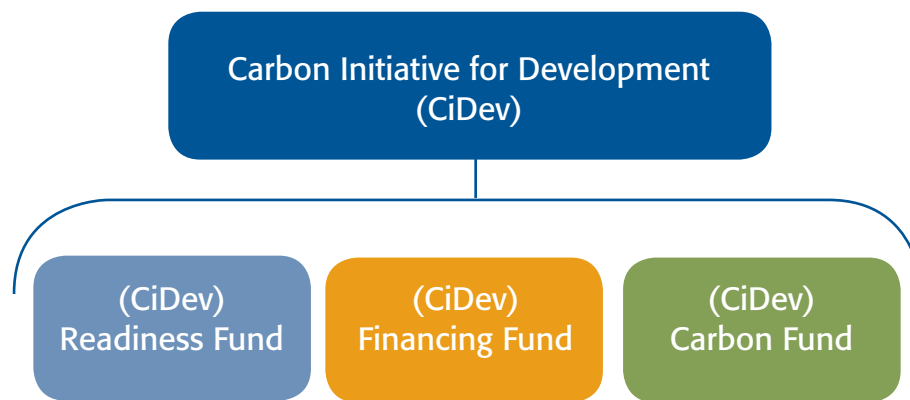 Carbon Initiative for Development
(CiDev)
(CiDev)
Readiness Fund
(CiDev)
Financing Fund
(CiDev)
Carbon Fund